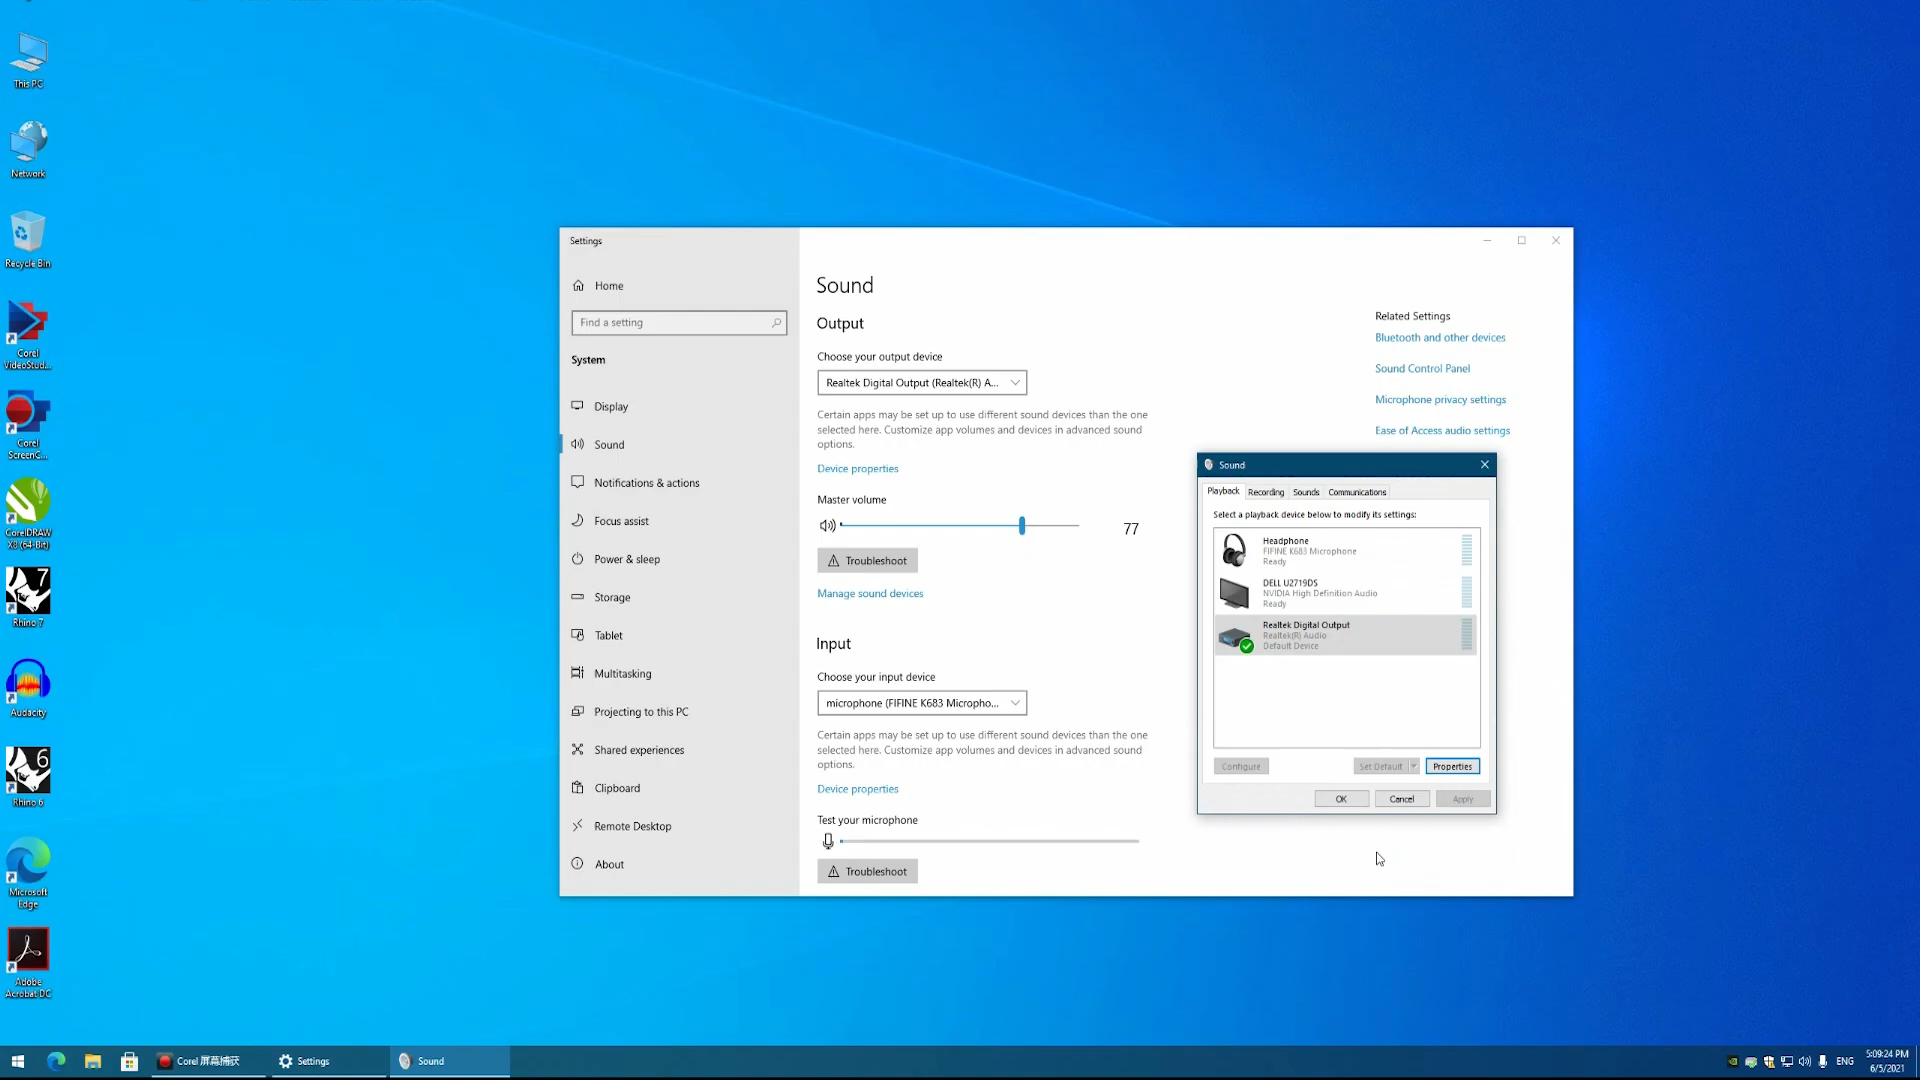 This PC
Network
Recycle Bin
Corel
VideoStud...
Corel
ScreenC...
CorelDRAW
X8 (64-Bit)
7
Rhino 7
Audacity
6
Rhino 6
Microsoft
Edge
Adobe
Acrobat DC
Settings
Home
Find a setting
System
Display
Sound
Notifications & actions
Focus assist
Power & sleep
Storage
Tablet
Multitasking
Projecting to this PC
Shared experiences
Clipboard
Remote Desktop
About
Sound
Output
Choose your output device
Realtek Digital Output (Realtek(R) A...
Certain apps may be set up to use different sound devices than the one
selected here. Customize app volumes and devices in advanced sound
options.
Device properties
Master volume
77
Troubleshoot
Manage sound devices
Input
Choose your input device
microphone (FIFINE K683 Micropho...
Certain apps may be set up to use different sound devices than the one
selected here. Customize app volumes and devices in advanced sound
options.
Device properties
Test your microphone
Troubleshoot
Related Settings
Bluetooth and other devices
Sound Control Panel
Microphone privacy settings
Ease of Access audio settings
Sound
Playback Recording Sounds Communications
Select a playback device below to modify its settings:
Headphone
FIFINE K683 Microphone
Ready
DELL U2719DS
NVIDIA High Definition Audio
Ready
Realtek Digital Output
Realtek(R) Audio
Default Device
Configure Set Default Properties
OK Cancel Apply
Corel 屏幕捕获 Settings Sound
ENG
5:09:24 PM
6/5/2021